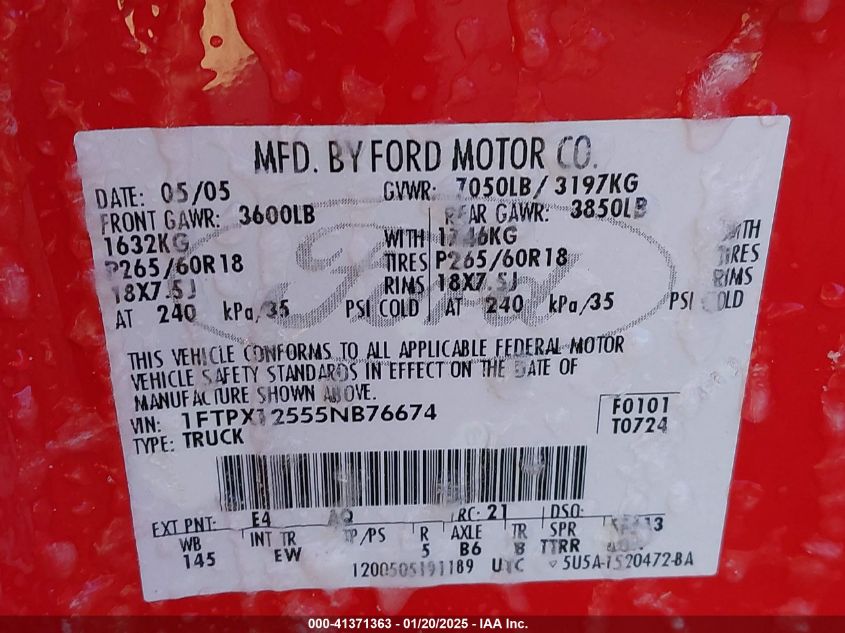 MFD. BY FORD MOTOR CO.
DATE: 05/05 GVWR: 7050LB/ 3197KG
FRONT GAWR: 3600LB REAR GAWR: 3850LB
1632KG WITH 1746KG WITH
P265/60R18 TIRES P265/60R18 TIRES
18X7.5J RIMS 18X7.5J RIMS
AT 240 kPa/35 PSI COLD AT 240 kPa/35 PSI COLD
Ford
THIS VEHICLE CONFORMS TO ALL APPLICABLE FEDERAL MOTOR
VEHICLE SAFETY STANDARDS IN EFFECT ON THE DATE OF
MANUFACTURE SHOWN ABOVE.
VIN: 1FTPX12555NB76674 F0101
TYPE: TRUCK T0724
EXT PNT: E4 RC: 21 DSO:
WB INT TR TP/PS R AXLE TR SPR
145 EW 5 B6 B TTRR
1200505191189 UTC 5U5A-1520472-BA
000-41371363 - 01/20/2025 - IAA Inc.